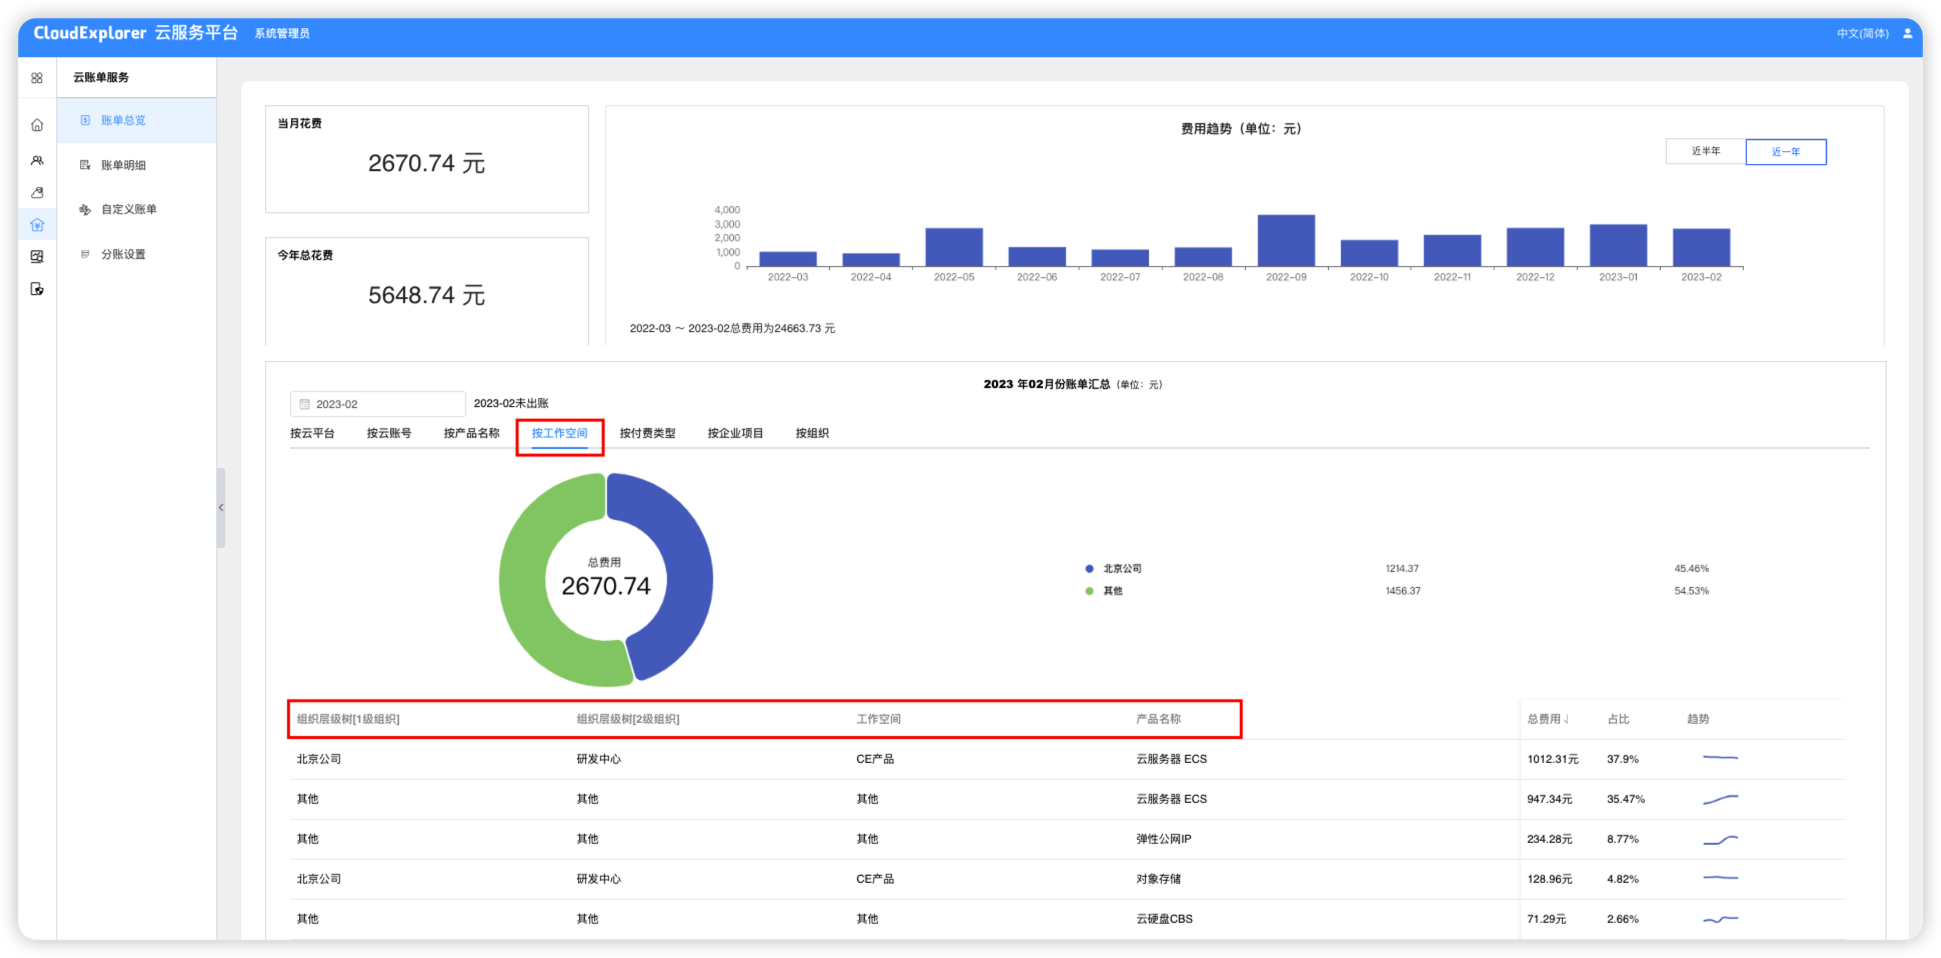 CloudExplorer 云服务平台 系统管理员 中文(简体)
云账单服务
账单总览
账单明细
自定义账单
分账设置
当月花费
2670.74 元
今年总花费
5648.74 元
费用趋势（单位：元）
近半年 近一年
4,000
3,000
2,000
1,000
0
2022-03 2022-04 2022-05 2022-06 2022-07 2022-08 2022-09 2022-10 2022-11 2022-12 2023-01 2023-02
2022-03 ～ 2023-02总费用为24663.73 元
2023 年02月份账单汇总（单位：元）
2023-02 2023-02未出账
按云平台 按云账号 按产品名称 按工作空间 按付费类型 按企业项目 按组织
总费用
2670.74
北京公司 1214.37 45.46%
其他 1456.37 54.53%
组织层级树[1级组织] 组织层级树[2级组织] 工作空间 产品名称 总费用 占比 趋势
北京公司 研发中心 CE产品 云服务器 ECS 1012.31元 37.9%
其他 其他 其他 云服务器 ECS 947.34元 35.47%
其他 其他 其他 弹性公网IP 234.28元 8.77%
北京公司 研发中心 CE产品 对象存储 128.96元 4.82%
其他 其他 其他 云硬盘CBS 71.29元 2.66%